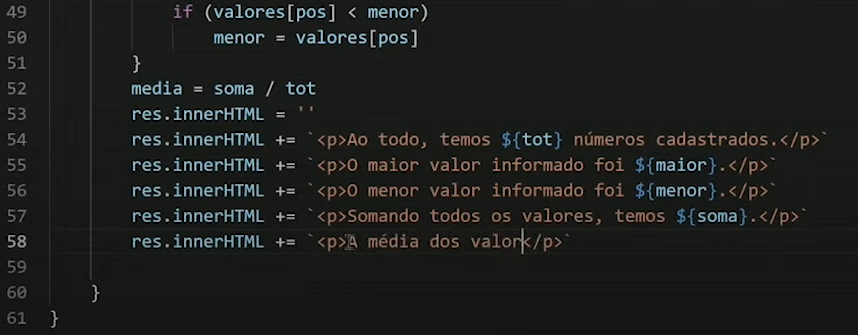 49 if (valores[pos] < menor)
50 menor = valores[pos]
51 }
52 media = soma / tot
53 res.innerHTML = ''
54 res.innerHTML += `<p>Ao todo, temos ${tot} números cadastrados.</p>`
55 res.innerHTML += `<p>O maior valor informado foi ${maior}.</p>`
56 res.innerHTML += `<p>O menor valor informado foi ${menor}.</p>`
57 res.innerHTML += `<p>Somando todos os valores, temos ${soma}.</p>`
58 res.innerHTML += `<p>A média dos valor</p>`
59
60 }
61 }